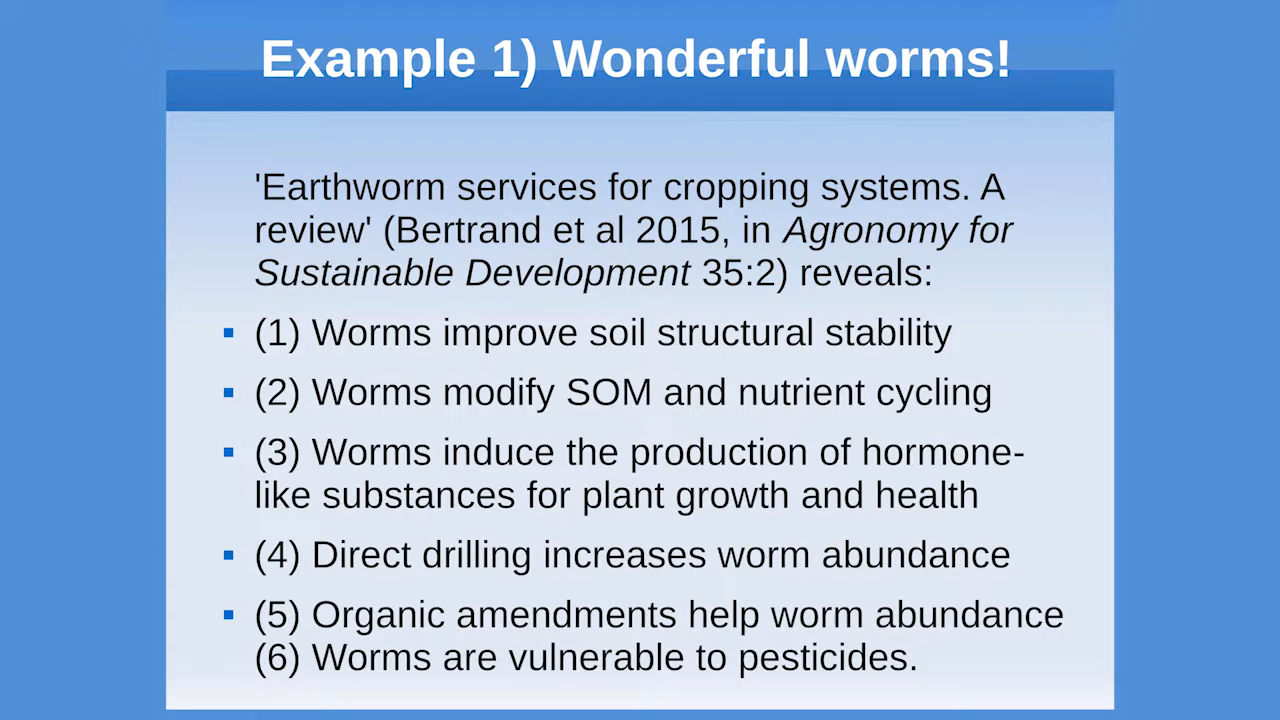 Example 1) Wonderful worms!
'Earthworm services for cropping systems. A
review' (Bertrand et al 2015, in Agronomy for
Sustainable Development 35:2) reveals:
(1) Worms improve soil structural stability
(2) Worms modify SOM and nutrient cycling
(3) Worms induce the production of hormone-
like substances for plant growth and health
(4) Direct drilling increases worm abundance
(5) Organic amendments help worm abundance
(6) Worms are vulnerable to pesticides.